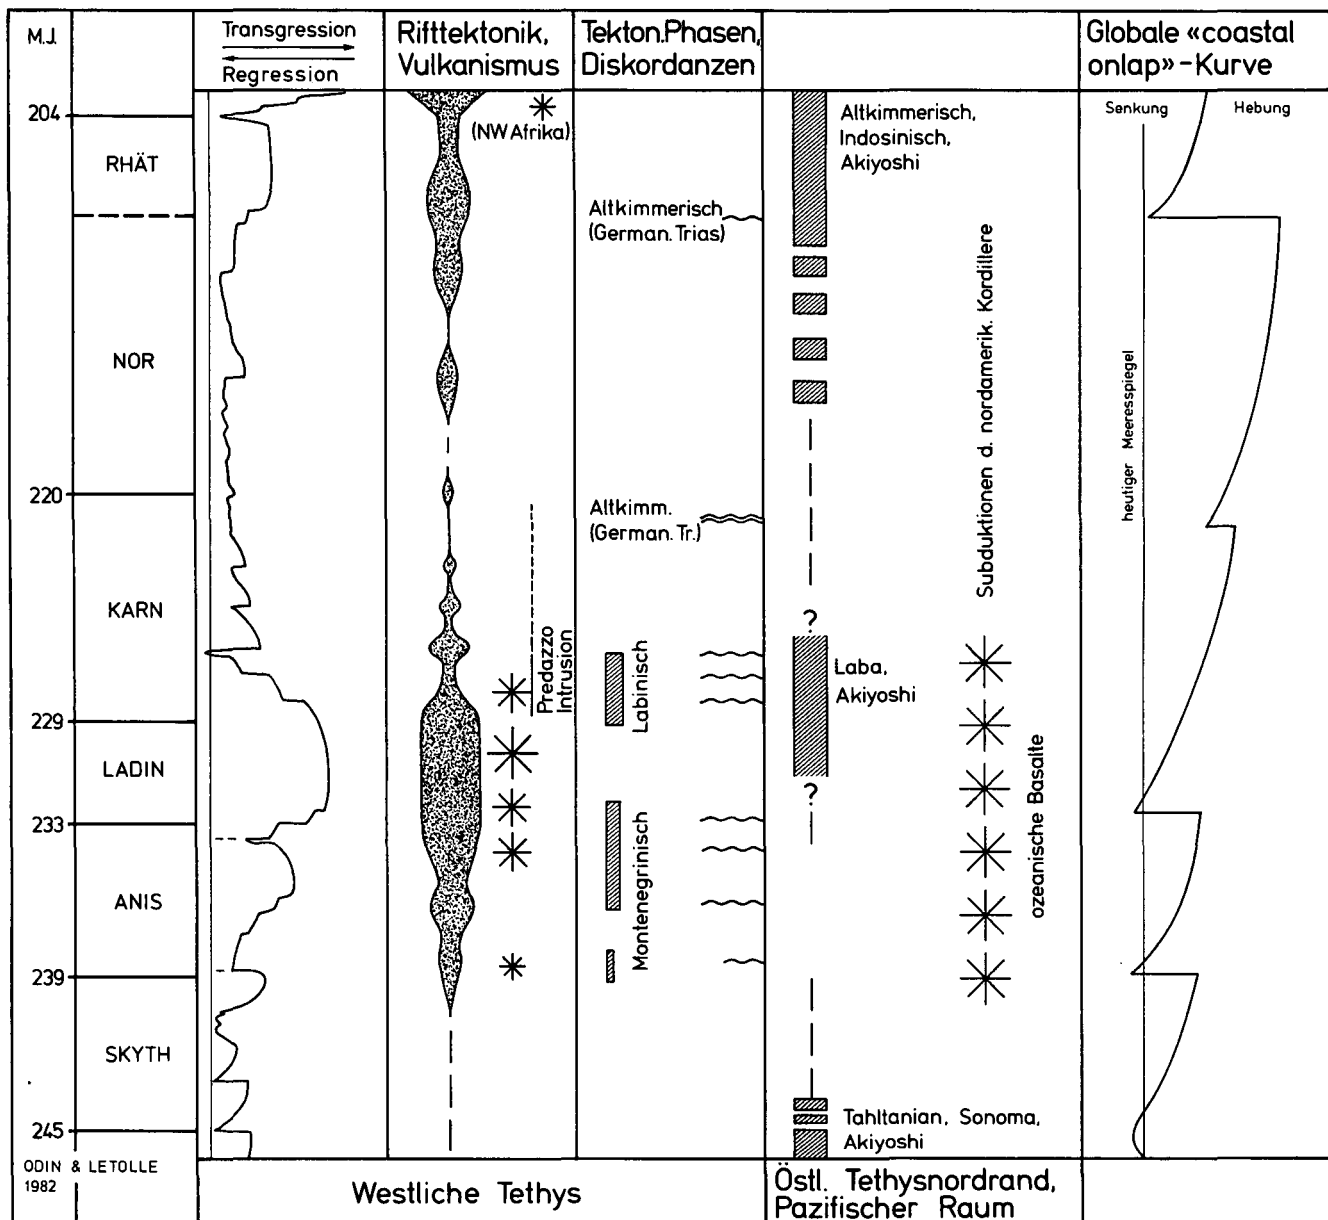 M.J.
Transgression
Regression
Rifttektonik,
Vulkanismus
Tekton.Phasen,
Diskordanzen
Globale «coastal
onlap»-Kurve
Senkung
Hebung
204
(NW Afrika)
Altkimmerisch,
Indosinisch,
Akiyoshi
RHÄT
Altkimmerisch
(German.Trias)
NOR
Subduktionen d. nordamerik. Kordillere
heutiger Meeresspiegel
220
Altkimm.
(German.Tr.)
KARN
?
Predazzo
Intrusion
Labinisch
Laba,
Akiyoshi
229
LADIN
?
ozeanische Basalte
233
Montenegrinisch
ANIS
239
SKYTH
Tahltanian, Sonoma,
Akiyoshi
245
ODIN & LETOLLE
1982
Westliche Tethys
Östl. Tethysnordrand,
Pazifischer Raum